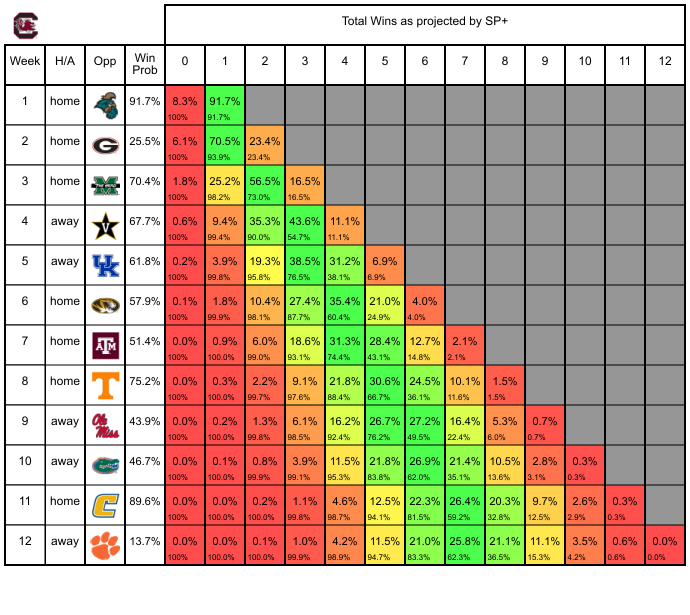 Total Wins as projected by SP+
Week H/A Opp Win Prob 0 1 2 3 4 5 6 7 8 9 10 11 12
1 home 91.7% 8.3% 91.7%
100% 91.7%
2 home G 25.5% 6.1% 70.5% 23.4%
100% 93.9% 23.4%
3 home M THE HERD 70.4% 1.8% 25.2% 56.5% 16.5%
100% 98.2% 73.0% 16.5%
4 away V 67.7% 0.6% 9.4% 35.3% 43.6% 11.1%
100% 99.4% 90.0% 54.7% 11.1%
5 away UK 61.8% 0.2% 3.9% 19.3% 38.5% 31.2% 6.9%
100% 99.8% 95.8% 76.5% 38.1% 6.9%
6 home 57.9% 0.1% 1.8% 10.4% 27.4% 35.4% 21.0% 4.0%
100% 99.9% 98.1% 87.7% 60.4% 24.9% 4.0%
7 home ATM 51.4% 0.0% 0.9% 6.0% 18.6% 31.3% 28.4% 12.7% 2.1%
100% 100.0% 99.0% 93.1% 74.4% 43.1% 14.8% 2.1%
8 home T 75.2% 0.0% 0.3% 2.2% 9.1% 21.8% 30.6% 24.5% 10.1% 1.5%
100% 100.0% 99.7% 97.6% 88.4% 66.7% 36.1% 11.6% 1.5%
9 away Ole Miss 43.9% 0.0% 0.2% 1.3% 6.1% 16.2% 26.7% 27.2% 16.4% 5.3% 0.7%
100% 100.0% 99.8% 98.5% 92.4% 76.2% 49.5% 22.4% 6.0% 0.7%
10 away 46.7% 0.0% 0.1% 0.8% 3.9% 11.5% 21.8% 26.9% 21.4% 10.5% 2.8% 0.3%
100% 100.0% 99.9% 99.1% 95.3% 83.8% 62.0% 35.1% 13.6% 3.1% 0.3%
11 home C 89.6% 0.0% 0.0% 0.2% 1.1% 4.6% 12.5% 22.3% 26.4% 20.3% 9.7% 2.6% 0.3%
100% 100.0% 100.0% 99.8% 98.7% 94.1% 81.5% 59.2% 32.8% 12.5% 2.9% 0.3%
12 away 13.7% 0.0% 0.0% 0.1% 1.0% 4.2% 11.5% 21.0% 25.8% 21.1% 11.1% 3.5% 0.6% 0.0%
100% 100.0% 100.0% 99.9% 98.9% 94.7% 83.3% 62.3% 36.5% 15.3% 4.2% 0.6% 0.0%